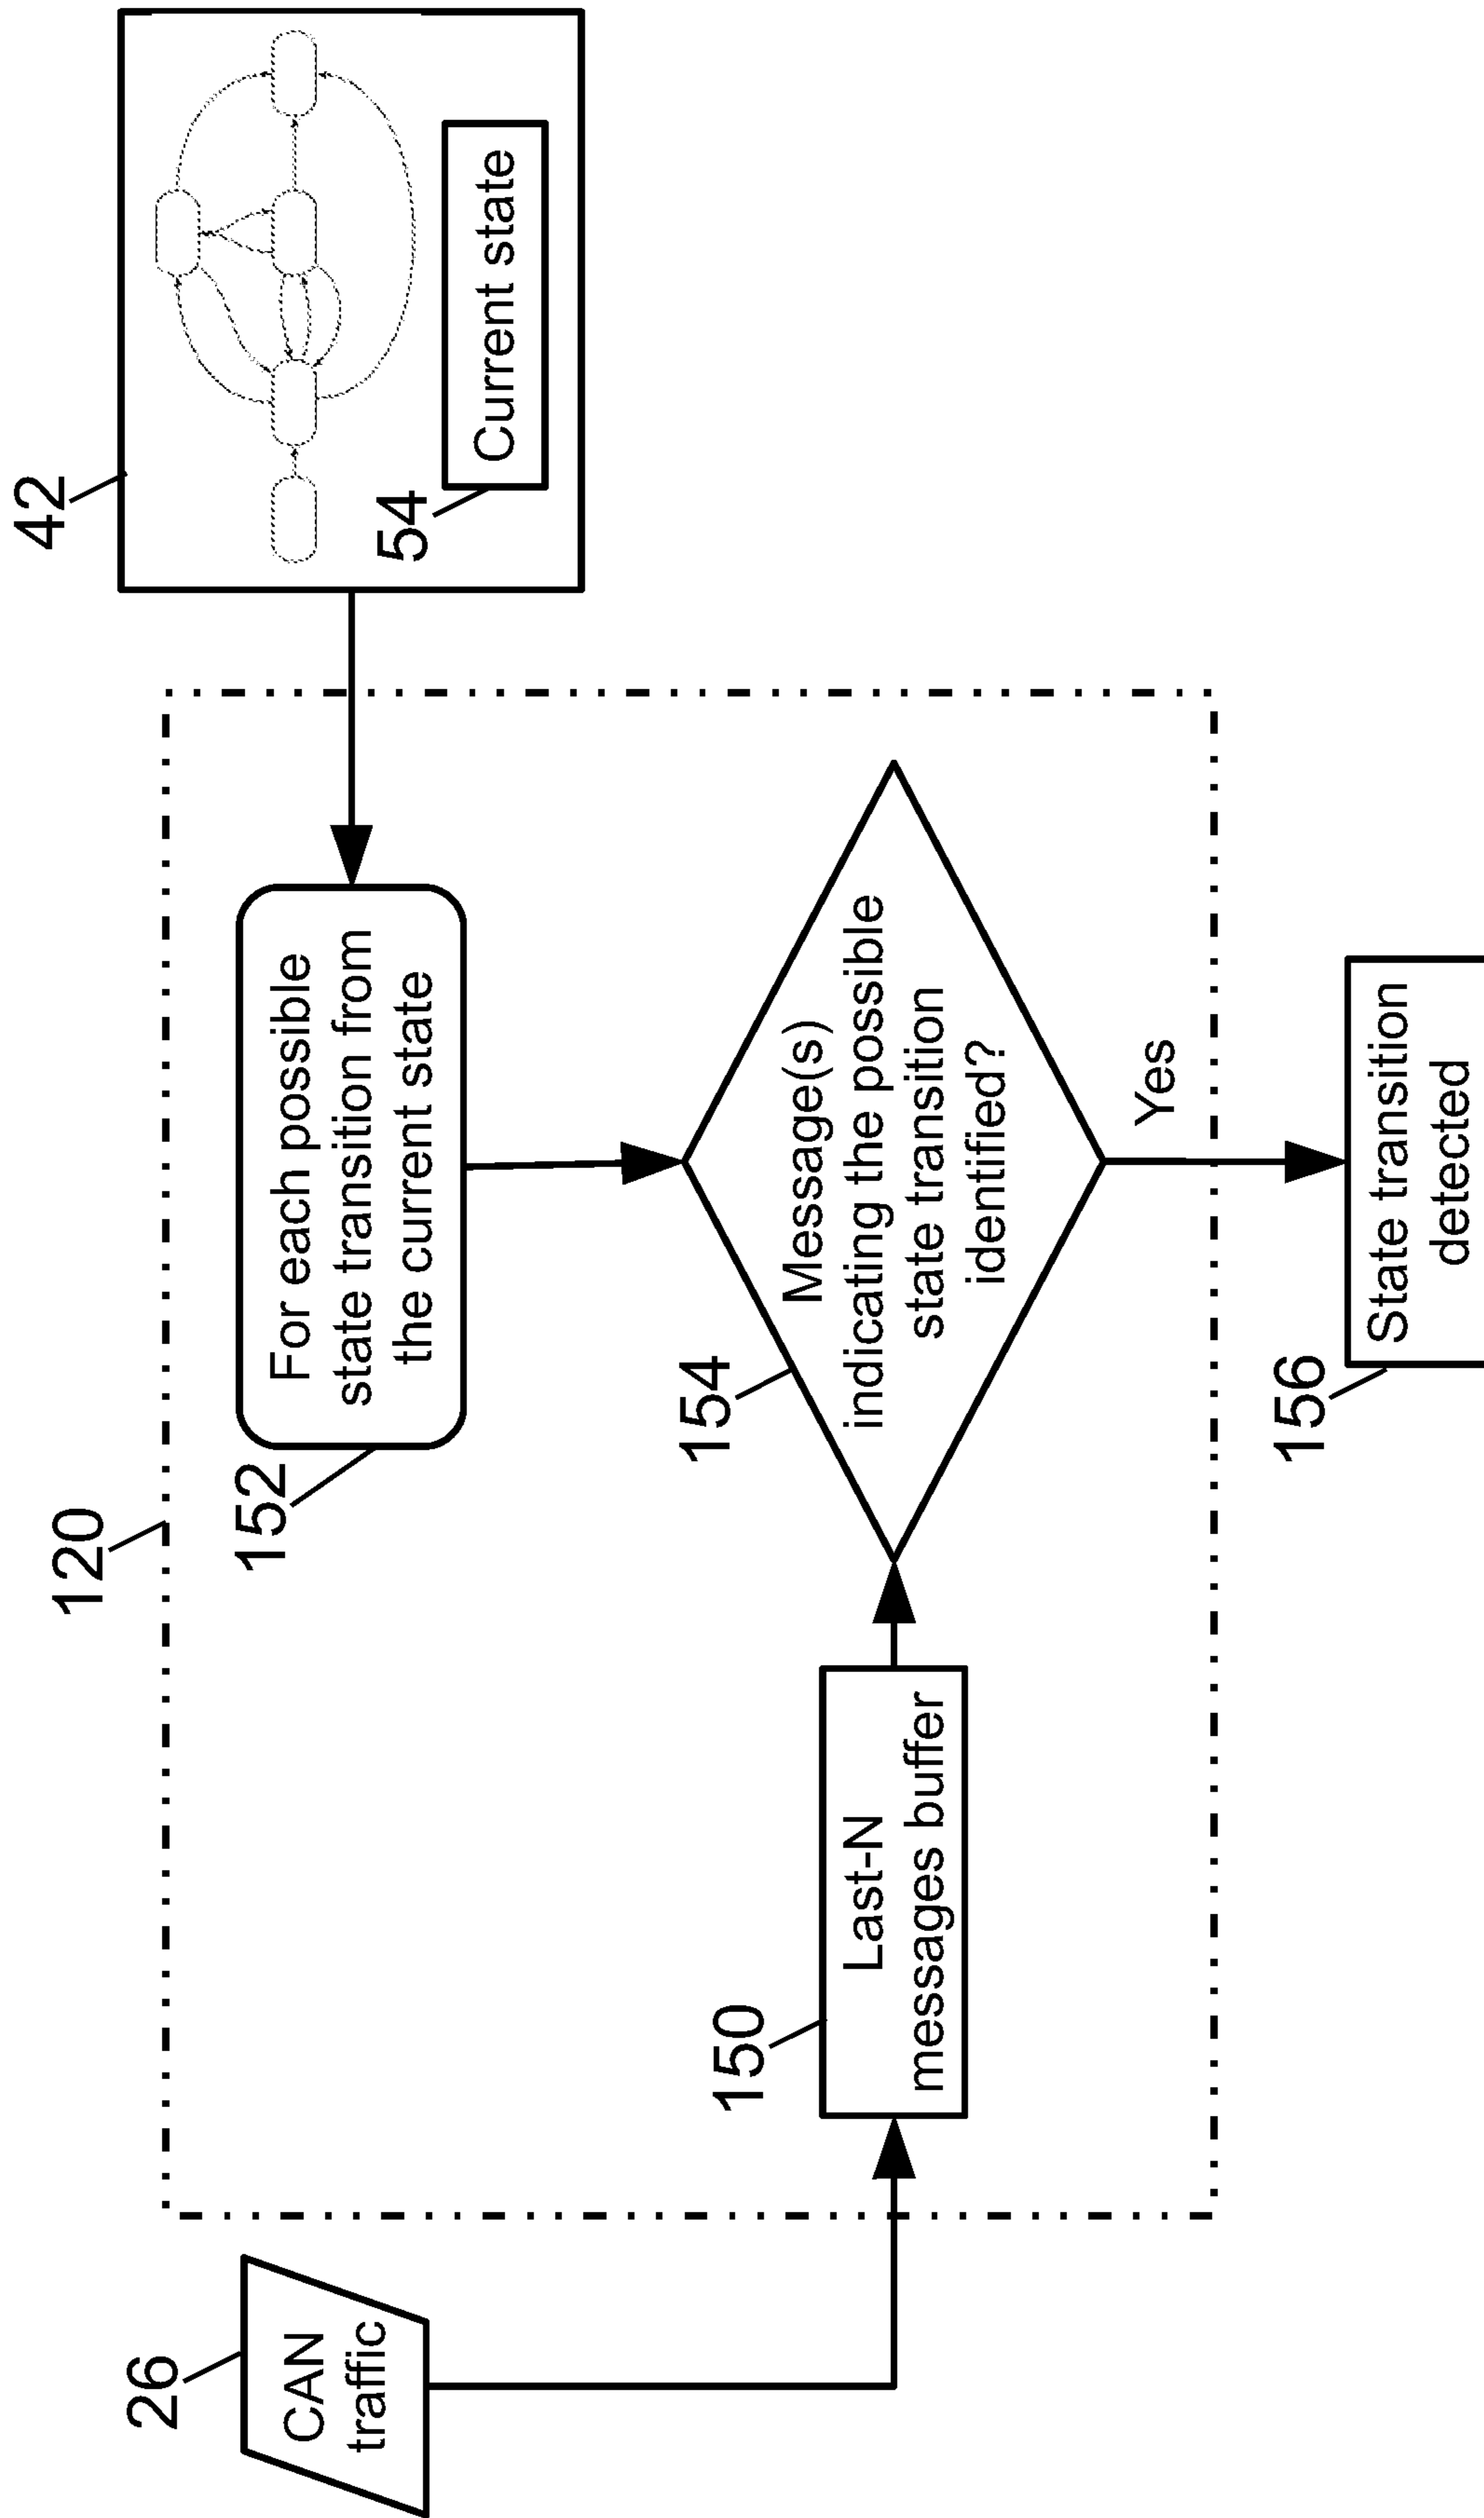 26
CAN
traffic
120
42
54
Current state
152
For each possible
state transition from
the current state
150
Last-N
messages buffer
154
Message(s)
indicating the possible
state transition
identified?
Yes
156
State transition
detected